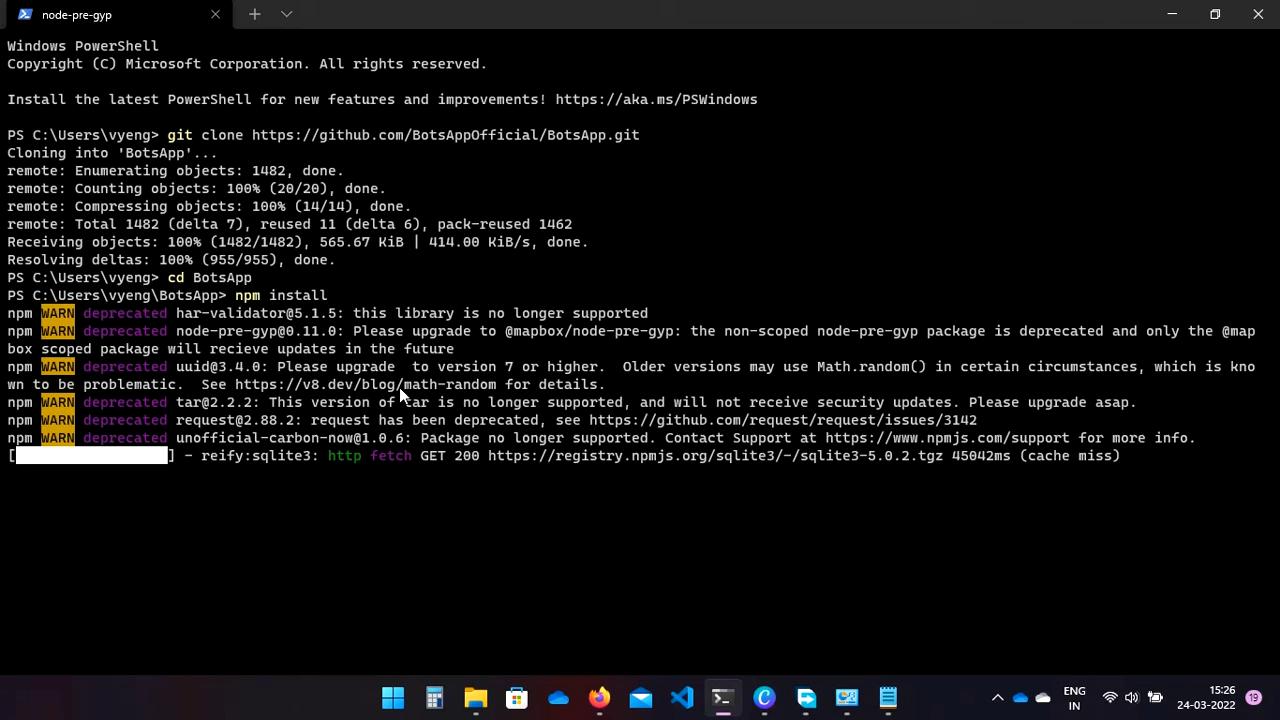 node-pre-gyp
Windows PowerShell
Copyright (C) Microsoft Corporation. All rights reserved.
Install the latest PowerShell for new features and improvements! https://aka.ms/PSWindows
PS C:\Users\vyeng> git clone https://github.com/BotsAppOfficial/BotsApp.git
Cloning into 'BotsApp'...
remote: Enumerating objects: 1482, done.
remote: Counting objects: 100% (20/20), done.
remote: Compressing objects: 100% (14/14), done.
remote: Total 1482 (delta 7), reused 11 (delta 6), pack-reused 1462
Receiving objects: 100% (1482/1482), 565.67 KiB | 414.00 KiB/s, done.
Resolving deltas: 100% (955/955), done.
PS C:\Users\vyeng> cd BotsApp
PS C:\Users\vyeng\BotsApp> npm install
npm WARN deprecated har-validator@5.1.5: this library is no longer supported
npm WARN deprecated node-pre-gyp@0.11.0: Please upgrade to @mapbox/node-pre-gyp: the non-scoped node-pre-gyp package is deprecated and only the @map
box scoped package will recieve updates in the future
npm WARN deprecated uuid@3.4.0: Please upgrade  to version 7 or higher.  Older versions may use Math.random() in certain circumstances, which is kno
wn to be problematic.  See https://v8.dev/blog/math-random for details.
npm WARN deprecated tar@2.2.2: This version of tar is no longer supported, and will not receive security updates. Please upgrade asap.
npm WARN deprecated request@2.88.2: request has been deprecated, see https://github.com/request/request/issues/3142
npm WARN deprecated unofficial-carbon-now@1.0.6: Package no longer supported. Contact Support at https://www.npmjs.com/support for more info.
[                  ] - reify:sqlite3: http fetch GET 200 https://registry.npmjs.org/sqlite3/-/sqlite3-5.0.2.tgz 45042ms (cache miss)
ENG
IN
15:26
24-03-2022
19